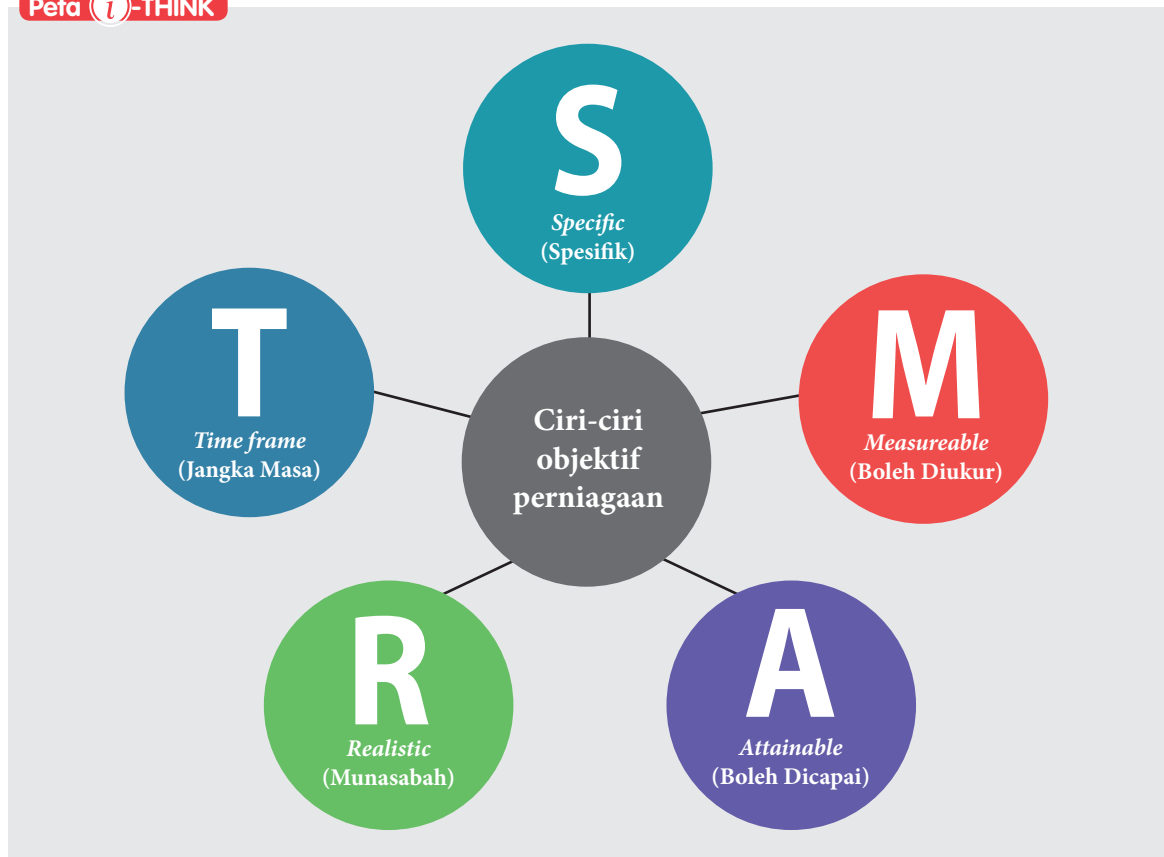 Peta i-THINK
S
Specific
(Spesifik)
M
Measureable
(Boleh Diukur)
A
Attainable
(Boleh Dicapai)
R
Realistic
(Munasabah)
T
Time frame
(Jangka Masa)
Ciri-ciri
objektif
perniagaan